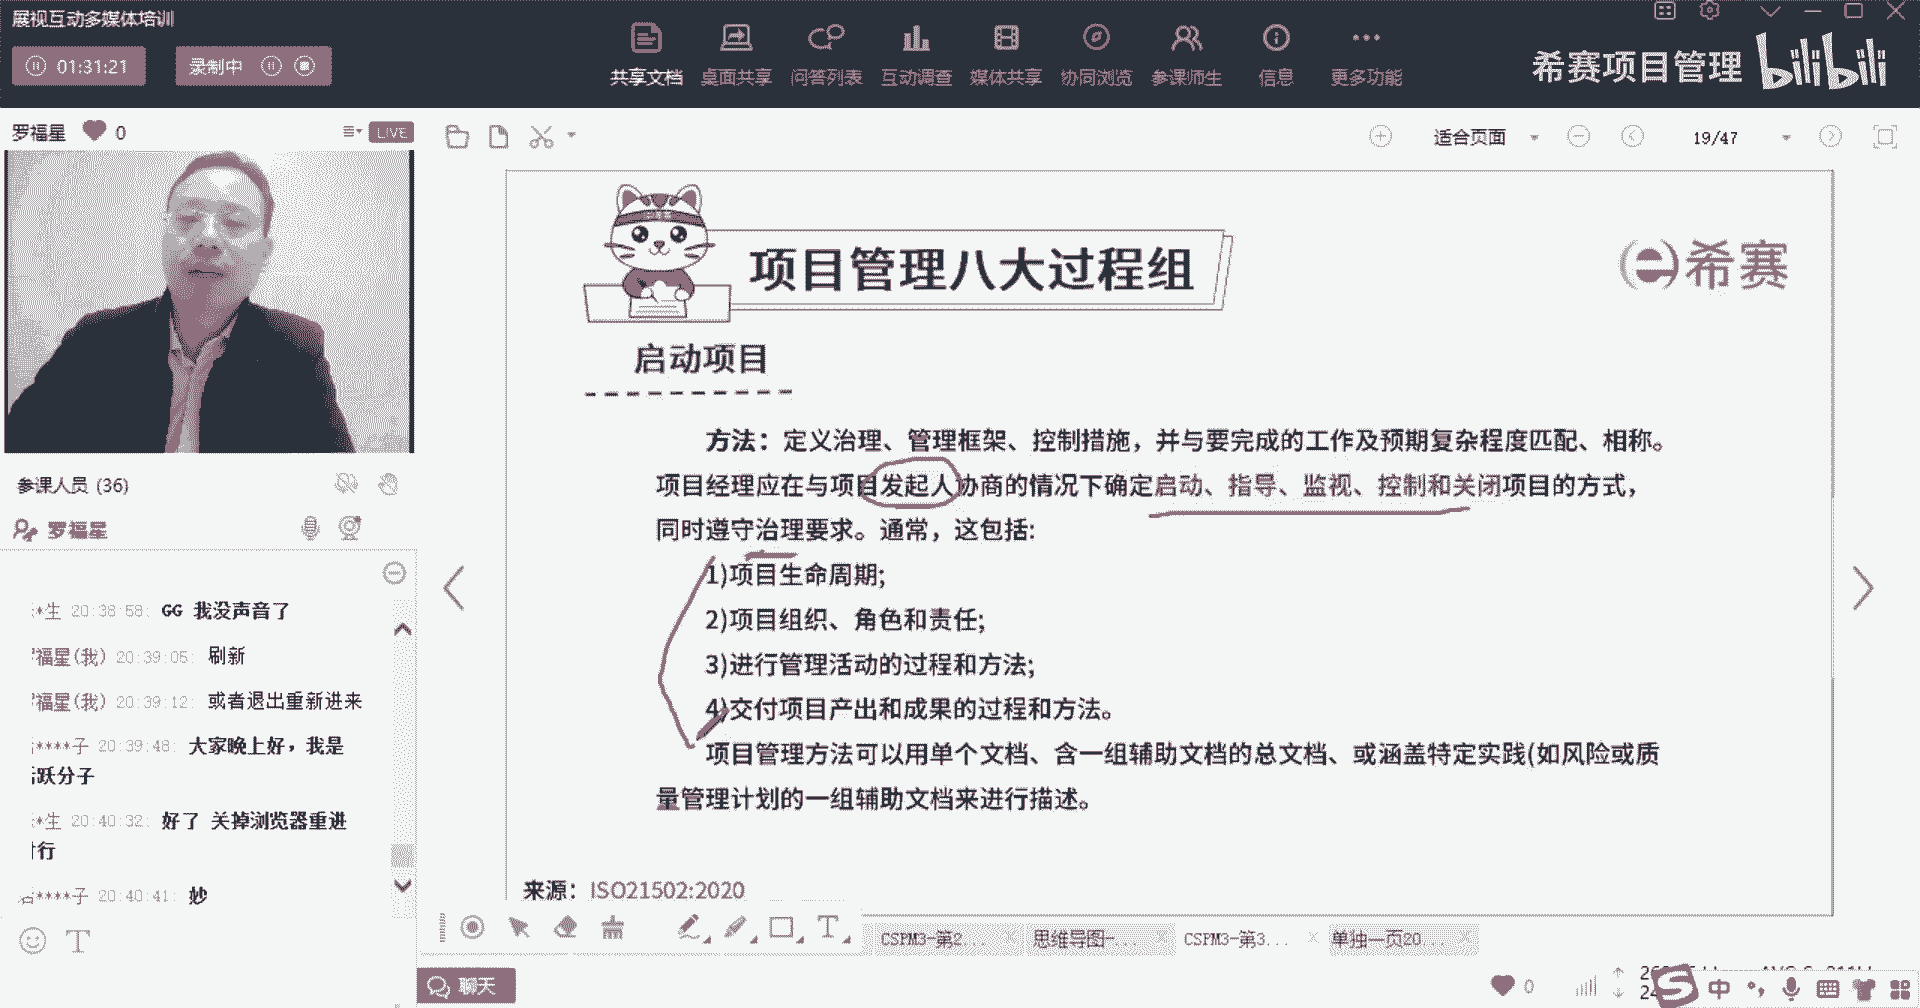 展视互动多媒体培训
01:31:21
录制中
共享文档 桌面共享 问答列表 互动调查 媒体共享 协同浏览 参课师生 信息 更多功能
希赛项目管理 bilibili
罗福星 0 LIVE
适合页面
19/47
项目管理八大过程组
希赛
启动项目
方法：定义治理、管理框架、控制措施，并与要完成的工作及预期复杂程度匹配、相称。
项目经理应在与项目发起人协商的情况下确定启动、指导、监视、控制和关闭项目的方式，
同时遵守治理要求。通常，这包括:
1)项目生命周期;
2)项目组织、角色和责任;
3)进行管理活动的过程和方法;
4)交付项目产出和成果的过程和方法。
项目管理方法可以用单个文档、含一组辅助文档的总文档、或涵盖特定实践(如风险或质
量管理计划的一组辅助文档来进行描述。
来源：ISO21502:2020
参课人员 (36)
罗福星
*生 20:38:58: GG 我没声音了
福星(我) 20:39:05: 刷新
福星(我) 20:39:12: 或者退出重新进来
****子 20:39:48: 大家晚上好，我是
跃分子
*生 20:40:32: 好了 关掉浏览器重进
行
****子 20:40:41: 妙
T
T
CSPM3-第2... 思维导图-... CSPM3-第3... 单独一页20...
聊天
0
S 中